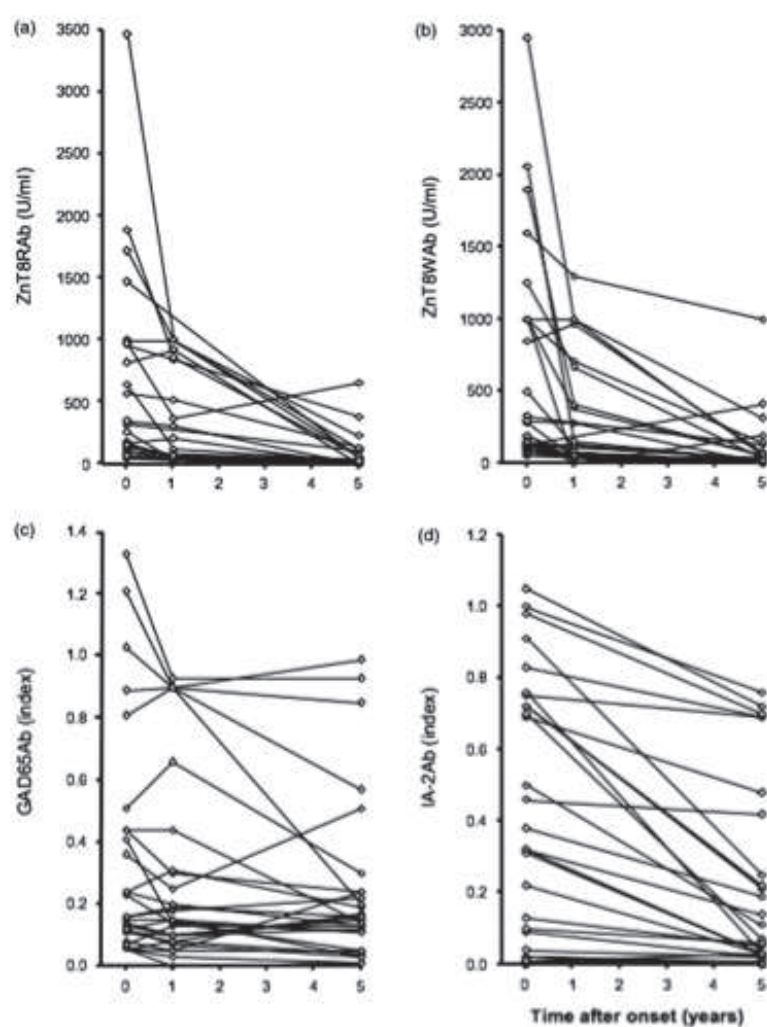 (a)
3500
3000
2500
2000
1500
1000
500
0
ZnT8RAb (U/ml)
0 1 2 3 4 5
(b)
3000
2500
2000
1500
1000
500
0
ZnT8WAb (U/ml)
0 1 2 3 4 5
(c)
1.4
1.2
1.0
0.8
0.6
0.4
0.2
0.0
GAD65Ab (index)
0 1 2 3 4 5
(d)
1.2
1.0
0.8
0.6
0.4
0.2
0.0
IA-2Ab (index)
0 1 2 3 4 5
Time after onset (years)